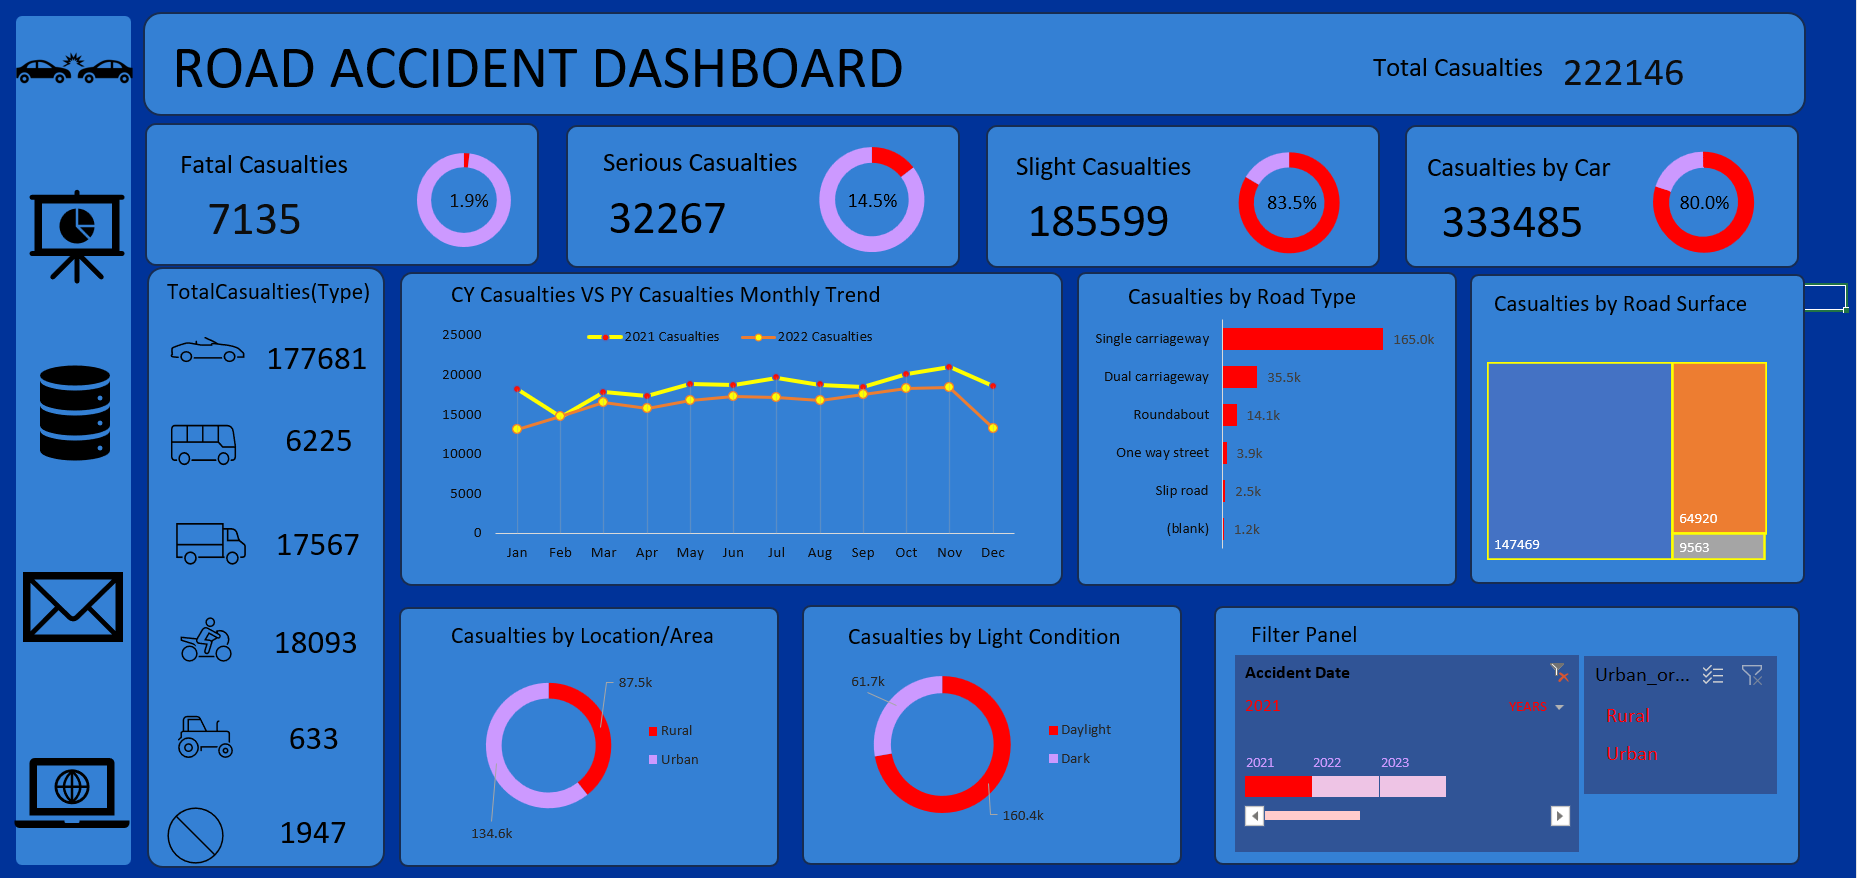 ROAD ACCIDENT DASHBOARD
Total Casualties 222146
Fatal Casualties
7135
1.9%
Serious Casualties
32267
14.5%
Slight Casualties
185599
83.5%
Casualties by Car
333485
80.0%
TotalCasualties(Type)
177681
6225
17567
18093
633
1947
CY Casualties VS PY Casualties Monthly Trend
2021 Casualties
2022 Casualties
25000
20000
15000
10000
5000
0
Jan Feb Mar Apr May Jun Jul Aug Sep Oct Nov Dec
Casualties by Road Type
Single carriageway 165.0k
Dual carriageway 35.5k
Roundabout 14.1k
One way street 3.9k
Slip road 2.5k
(blank) 1.2k
Casualties by Road Surface
147469
64920
9563
Casualties by Location/Area
87.5k
Rural
Urban
134.6k
Casualties by Light Condition
61.7k
Daylight
Dark
160.4k
Filter Panel
Accident Date
2021 YEARS
2021 2022 2023
Urban_or...
Rural
Urban